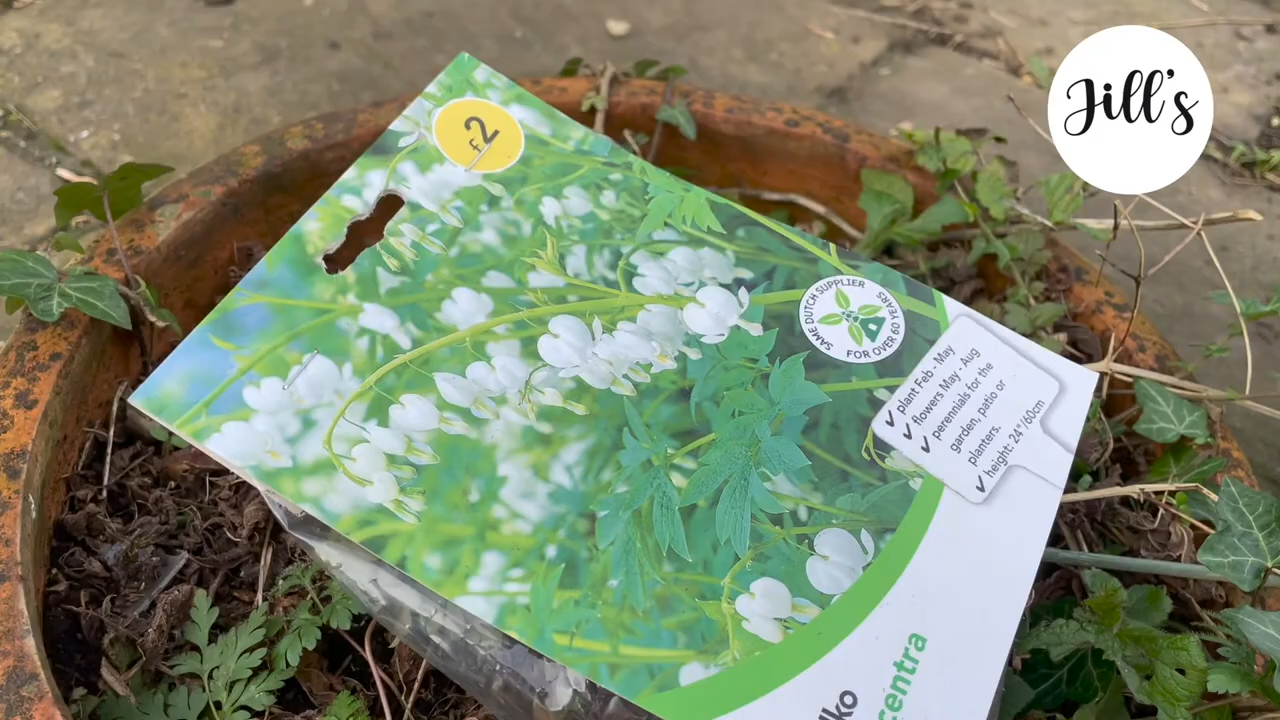 Jill's
£2
SAME DUTCH SUPPLIER
FOR OVER 60 YEARS
✓ plant Feb - May
✓ flowers May - Aug
✓ perennials for the
garden, patio or
planters.
✓ height: 24"/60cm